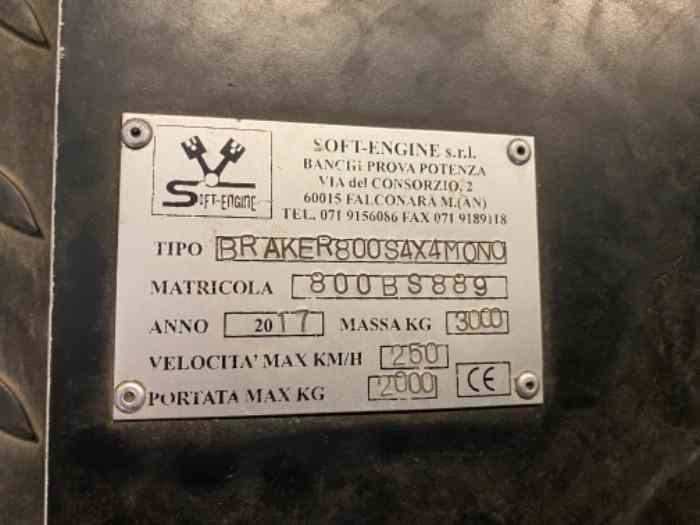 SOFT-ENGINE s.r.l.
BANCHI PROVA POTENZA
VIA del CONSORZIO, 2
60015 FALCONARA M.(AN)
TEL. 071 9156086 FAX 071 9189118
SOFT-ENGINE
TIPO BRAKER800S4X4MONO
MATRICOLA 800BS889
ANNO 2017 MASSA KG 3000
VELOCITA' MAX KM/H 250
PORTATA MAX KG 2000 CE